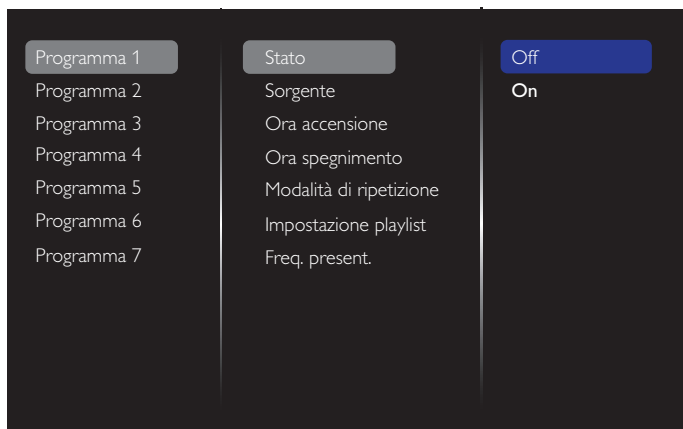 Programma 1
Programma 2
Programma 3
Programma 4
Programma 5
Programma 6
Programma 7
Stato
Sorgente
Ora accensione
Ora spegnimento
Modalità di ripetizione
Impostazione playlist
Freq. present.
Off
On